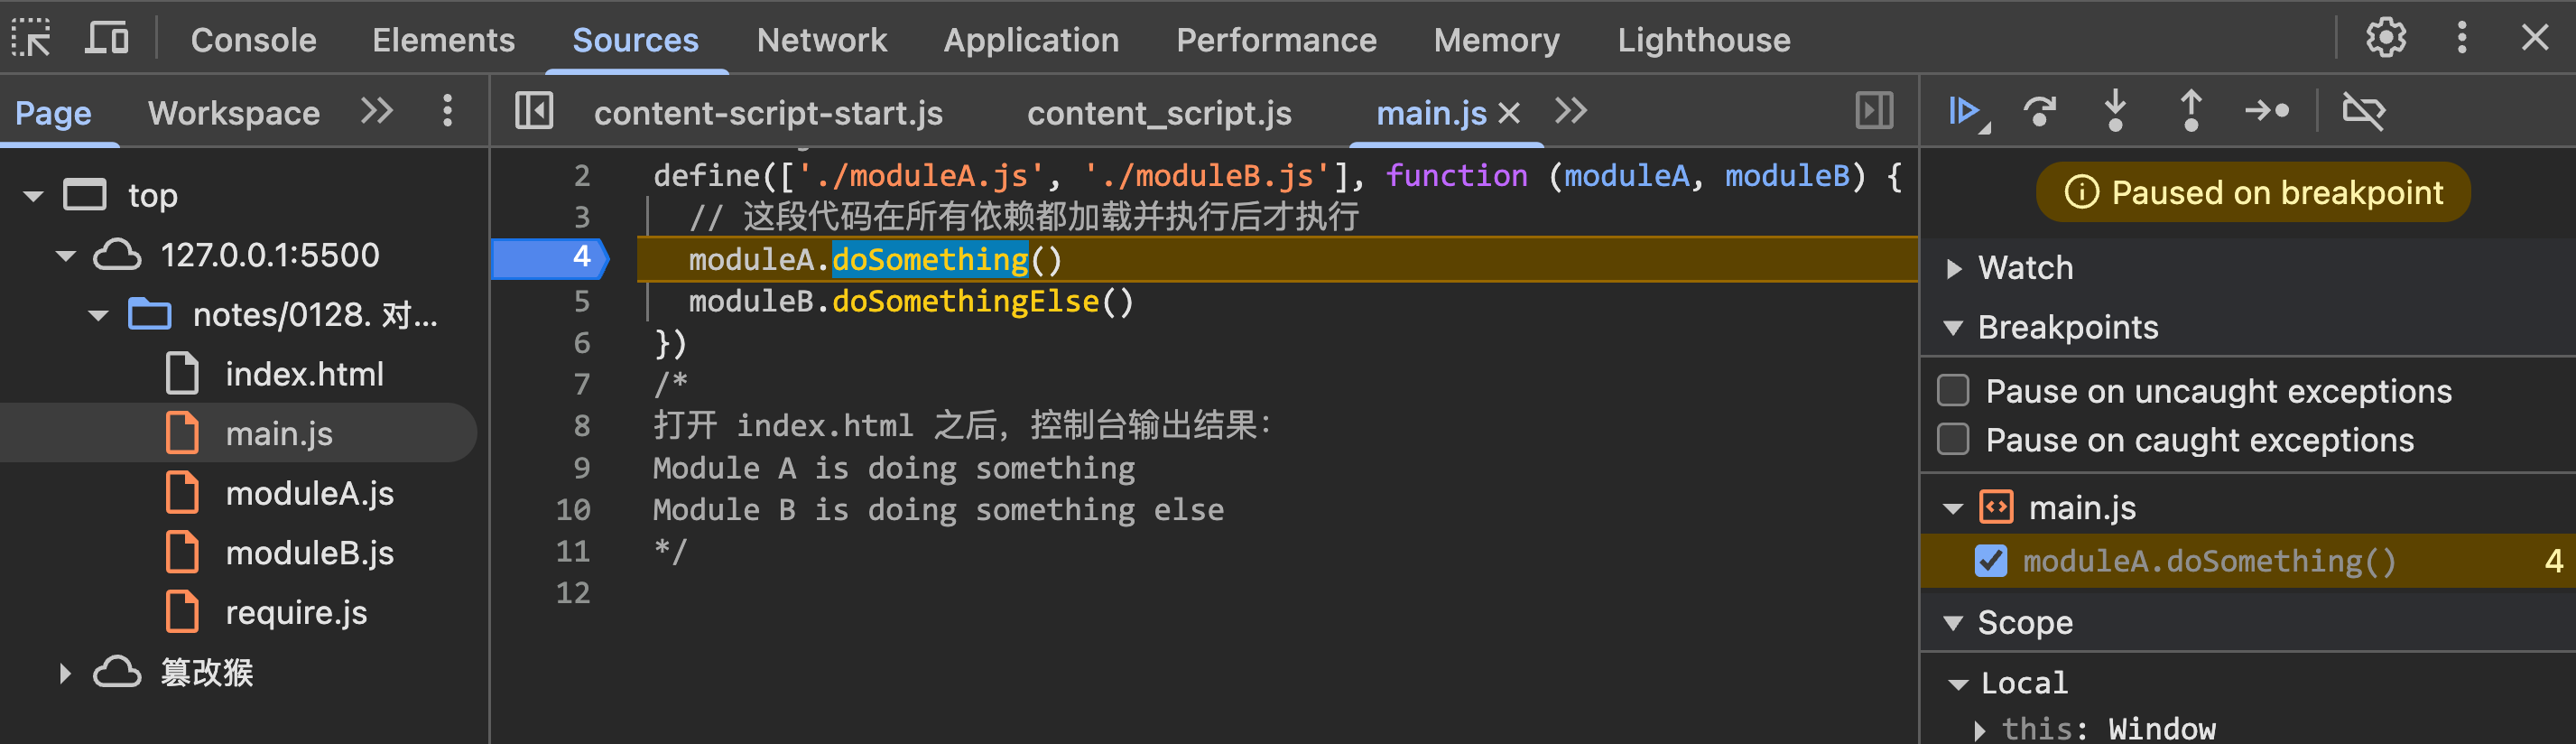 Console Elements Sources Network Application Performance Memory Lighthouse
Page Workspace
content-script-start.js content_script.js main.js
top
127.0.0.1:5500
notes/0128. 对...
index.html
main.js
moduleA.js
moduleB.js
require.js
篡改猴
2 define(['./moduleA.js', './moduleB.js'], function (moduleA, moduleB) {
3 // 这段代码在所有依赖都加载并执行后才执行
4 moduleA.doSomething()
5 moduleB.doSomethingElse()
6 })
7 /*
8 打开 index.html 之后，控制台输出结果：
9 Module A is doing something
10 Module B is doing something else
11 */
12
Paused on breakpoint
Watch
Breakpoints
Pause on uncaught exceptions
Pause on caught exceptions
main.js
moduleA.doSomething() 4
Scope
Local
this: Window